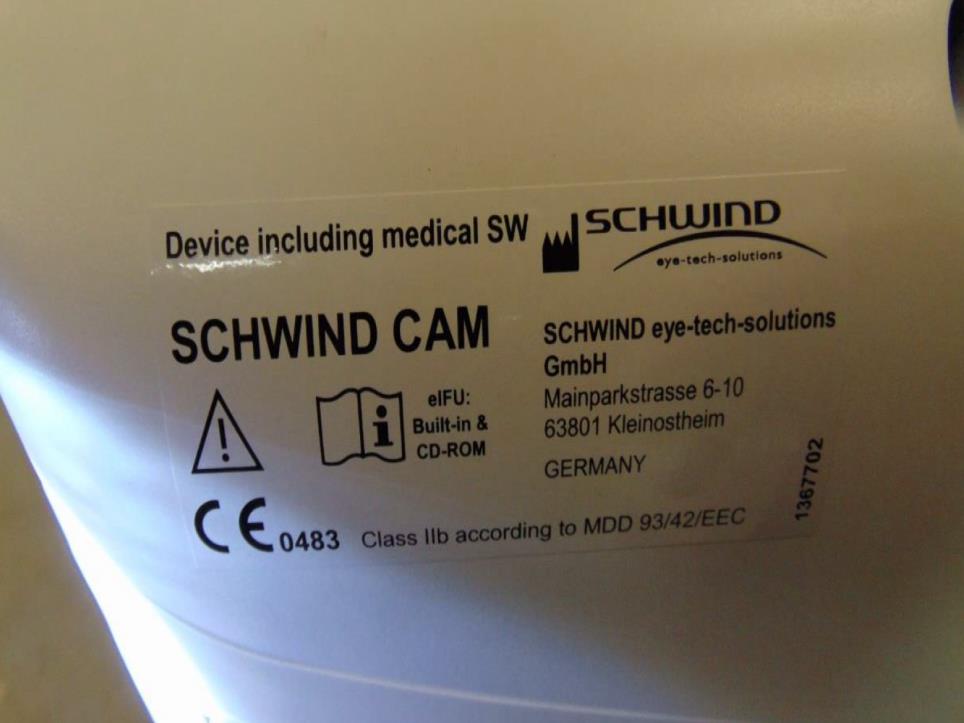 Device including medical SW
SCHWIND
eye-tech-solutions
SCHWIND CAM
eIFU:
Built-in &
CD-ROM
SCHWIND eye-tech-solutions
GmbH
Mainparkstrasse 6-10
63801 Kleinostheim
GERMANY
1367702
CE 0483 Class IIb according to MDD 93/42/EEC